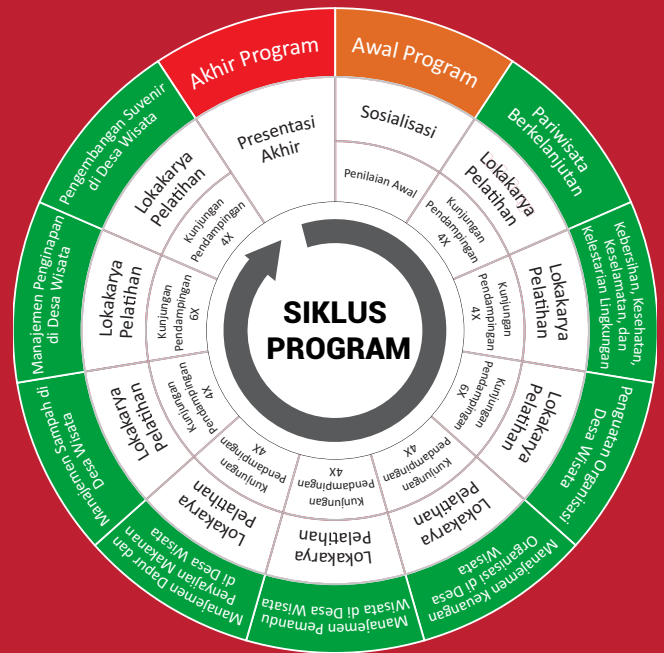 SIKLUS
PROGRAM
Awal Program
Sosialisasi
Penilaian Awal
Pariwisata
Berkelanjutan
Lokakarya
Pelatihan
Kunjungan
Pendampingan
4X
Kebersihan, Kesehatan,
Keselamatan, dan
Kelestarian Lingkungan
Lokakarya
Pelatihan
Kunjungan
Pendampingan
4X
Penguatan Organisasi
Desa Wisata
Lokakarya
Pelatihan
Kunjungan
Pendampingan
6X
Manajemen Keuangan
Organisasi di Desa
Wisata
Lokakarya
Pelatihan
Kunjungan
Pendampingan
4X
Manajemen Pemandu
Wisata di Desa Wisata
Lokakarya
Pelatihan
Kunjungan
Pendampingan
4X
Manajemen Dapur dan
Penyajian Makanan
di Desa Wisata
Lokakarya
Pelatihan
Kunjungan
Pendampingan
4X
Manajemen Sampah di
Desa Wisata
Lokakarya
Pelatihan
Kunjungan
Pendampingan
4X
Manajemen Penginapan
di Desa Wisata
Lokakarya
Pelatihan
Kunjungan
Pendampingan
6X
Pengembangan Suvenir
di Desa Wisata
Lokakarya
Pelatihan
Kunjungan
Pendampingan
4X
Akhir Program
Presentasi
Akhir